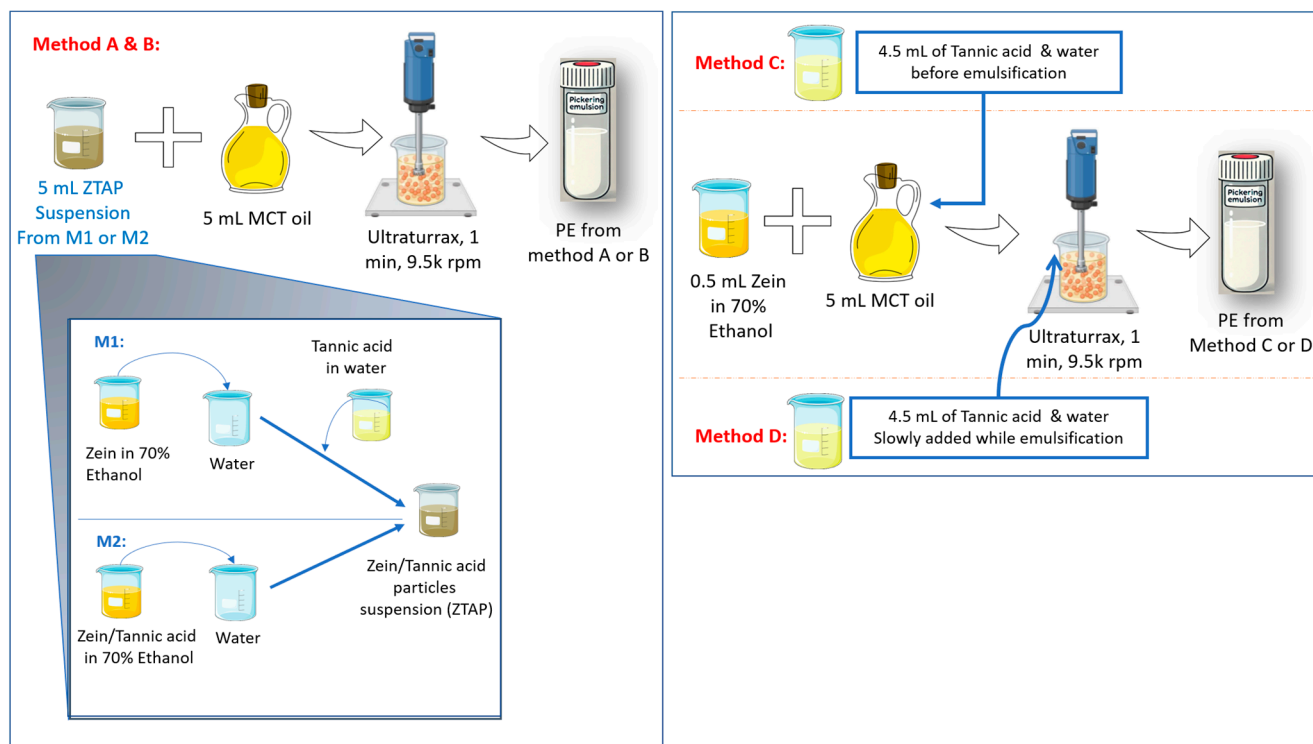 Method A & B:
Pickering
emulsion
5 mL ZTAP
Suspension
From M1 or M2
5 mL MCT oil
Ultraturrax, 1
min, 9.5k rpm
PE from
method A or B
M1:
Tannic acid
in water
Zein in 70%
Ethanol
Water
M2:
Zein/Tannic acid
particles
suspension (ZTAP)
Zein/Tannic acid
in 70% Ethanol
Water
Method C:
4.5 mL of Tannic acid & water
before emulsification
Pickering
emulsion
0.5 mL Zein
in 70%
Ethanol
5 mL MCT oil
Ultraturrax, 1
min, 9.5k rpm
PE from
Method C or D
Method D:
4.5 mL of Tannic acid & water
Slowly added while emulsification